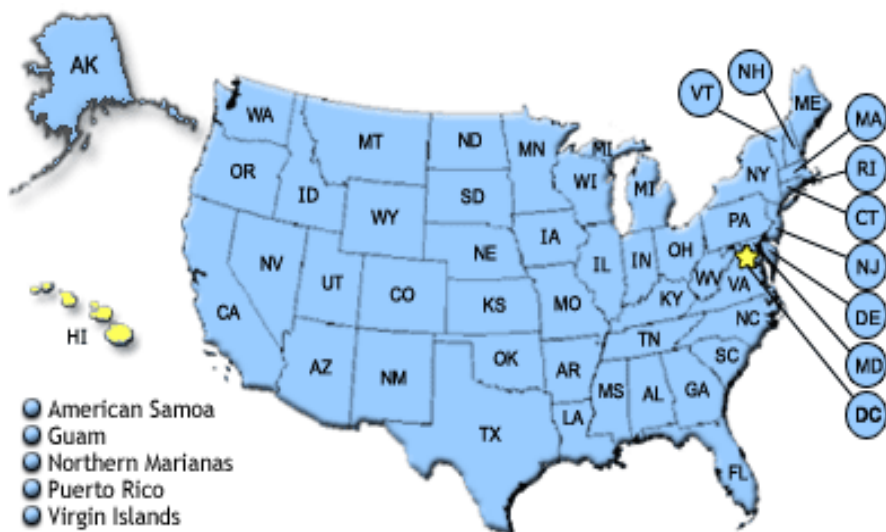 AK
NH
VT
ME
WA
MA
MT
ND
MN
MI
OR
RI
WI
NY
ID
SD
MI
WY
CT
PA
IA
NE
OH
NV
IL
IN
NJ
UT
WV
VA
CO
KS
MO
KY
CA
DE
NC
HI
TN
OK
SC
AZ
NM
AR
MD
MS
AL
GA
American Samoa
LA
DC
TX
Guam
Northern Marianas
FL
Puerto Rico
Virgin Islands